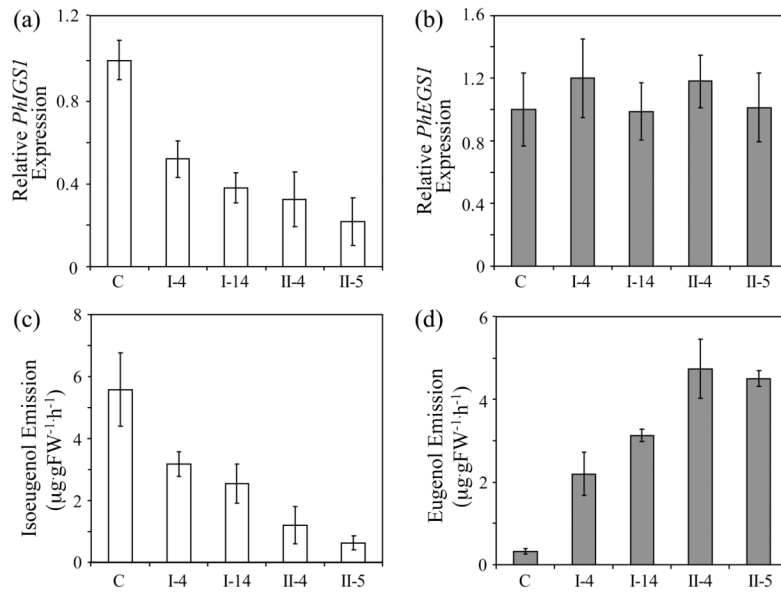 (a)
Relative PhIGS1
Expression
1.2
0.8
0.4
0
C I-4 I-14 II-4 II-5
(b)
Relative PhEGS1
Expression
1.6
1.2
0.8
0.4
0
C I-4 I-14 II-4 II-5
(c)
Isoeugenol Emission
(µg·gFW⁻¹·h⁻¹)
8
6
4
2
0
C I-4 I-14 II-4 II-5
(d)
Eugenol Emission
(µg·gFW⁻¹·h⁻¹)
6
4
2
0
C I-4 I-14 II-4 II-5